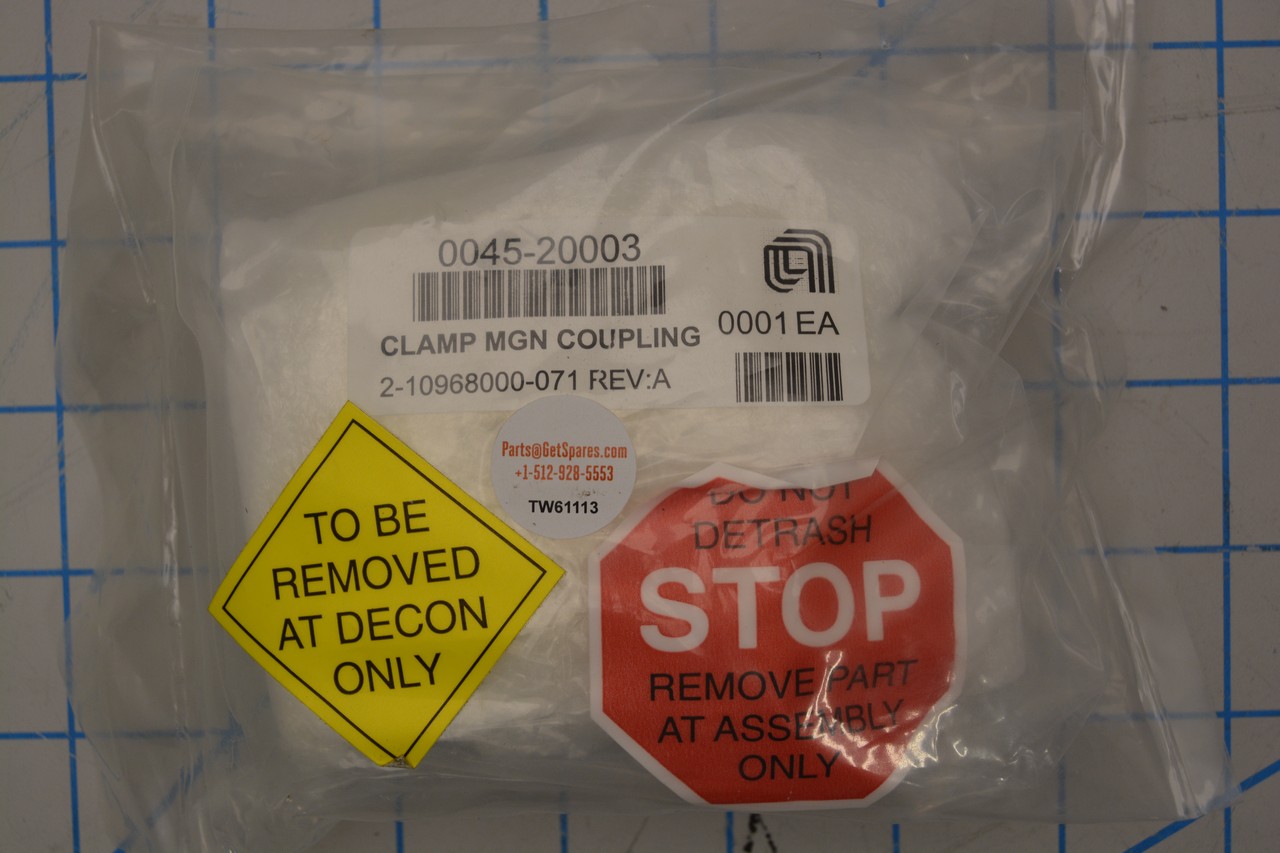 0045-20003
CLAMP MGN COUPLING
2-10968000-071 REV:A
0001 EA
Parts@GetSpares.com
+1-512-928-5553
TW61113
TO BE
REMOVED
AT DECON
ONLY
DO NOT
DETRASH
STOP
REMOVE PART
AT ASSEMBLY
ONLY